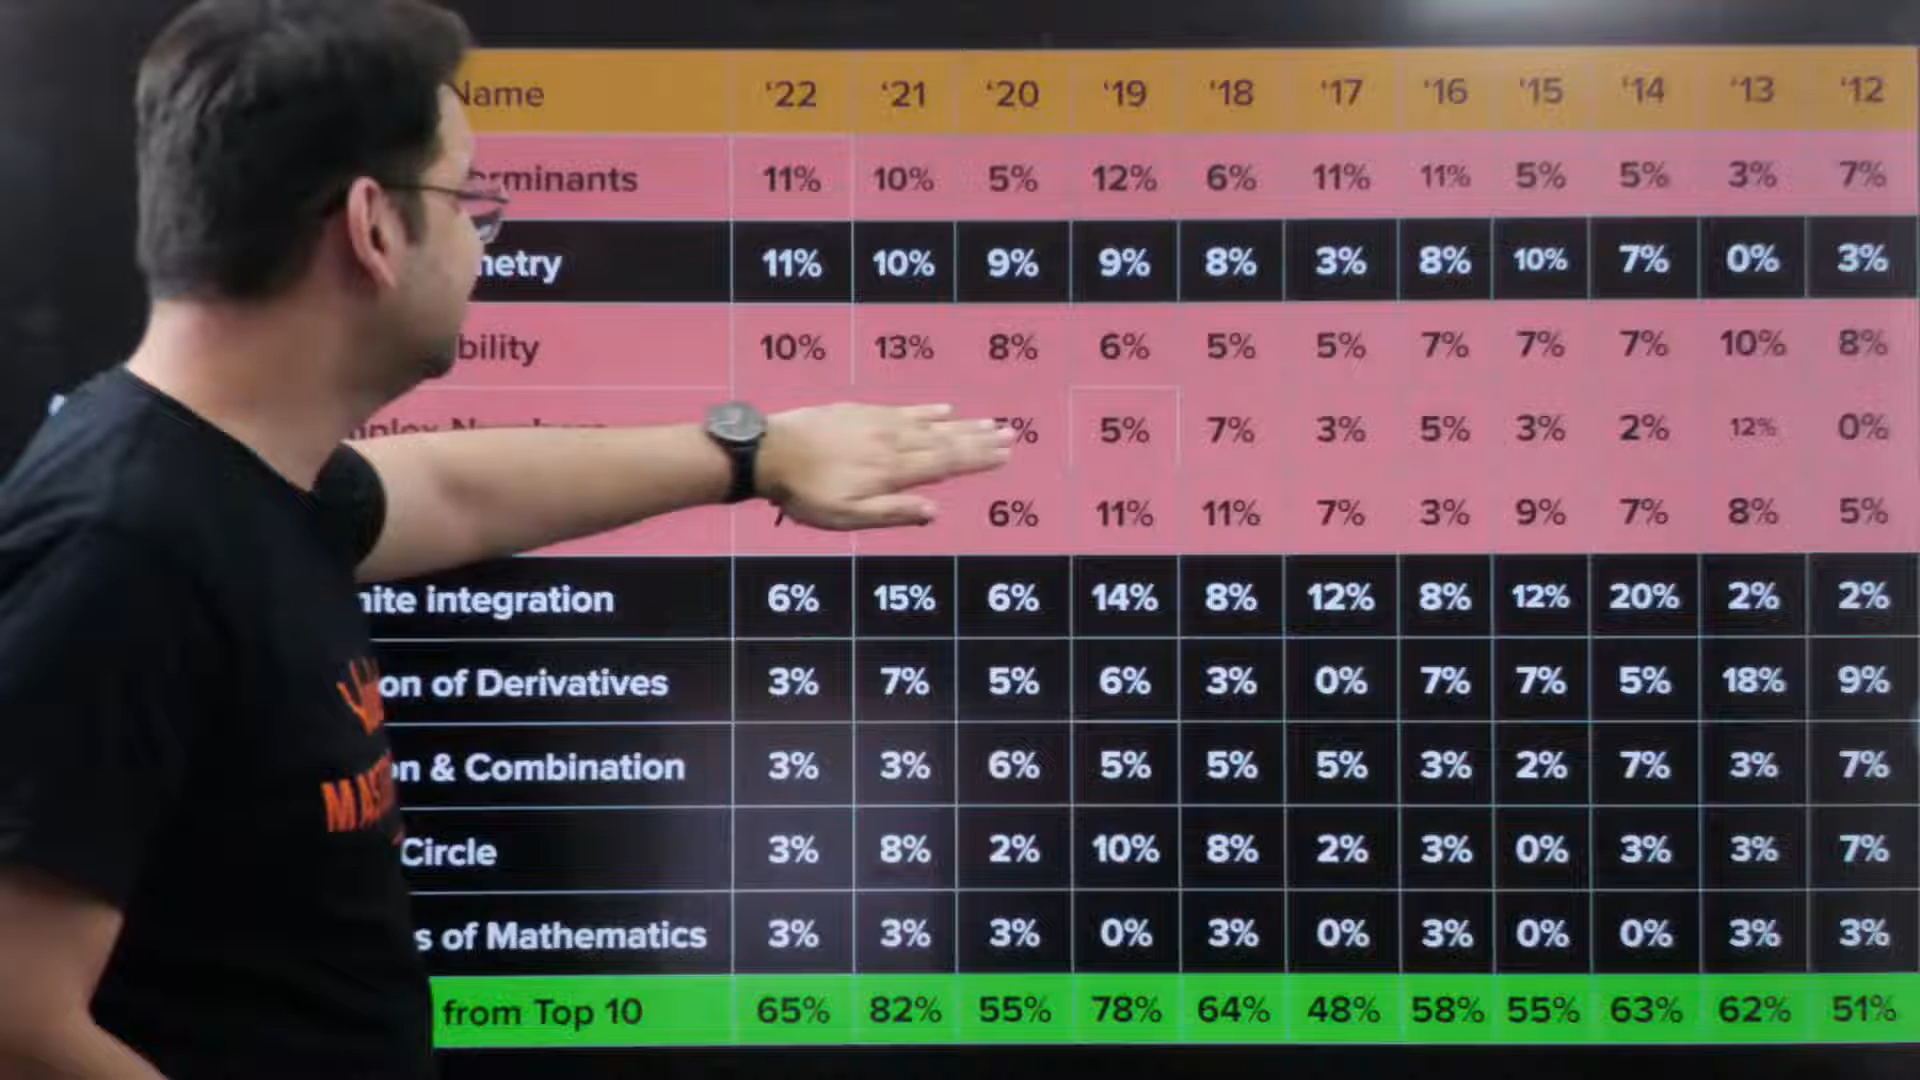 Name '22 '21 '20 '19 '18 '17 '16 '15 '14 '13 '12
erminants 11% 10% 5% 12% 6% 11% 11% 5% 5% 3% 7%
netry 11% 10% 9% 9% 8% 3% 8% 10% 7% 0% 3%
bility 10% 13% 8% 6% 5% 5% 7% 7% 7% 10% 8%
5% 7% 3% 5% 3% 2% 12% 0%
6% 11% 11% 7% 3% 9% 7% 8% 5%
nite integration 6% 15% 6% 14% 8% 12% 8% 12% 20% 2% 2%
on of Derivatives 3% 7% 5% 6% 3% 0% 7% 7% 5% 18% 9%
on & Combination 3% 3% 6% 5% 5% 5% 3% 2% 7% 3% 7%
MA
Circle 3% 8% 2% 10% 8% 2% 3% 0% 3% 3% 7%
s of Mathematics 3% 3% 3% 0% 3% 0% 3% 0% 0% 3% 3%
from Top 10 65% 82% 55% 78% 64% 48% 58% 55% 63% 62% 51%